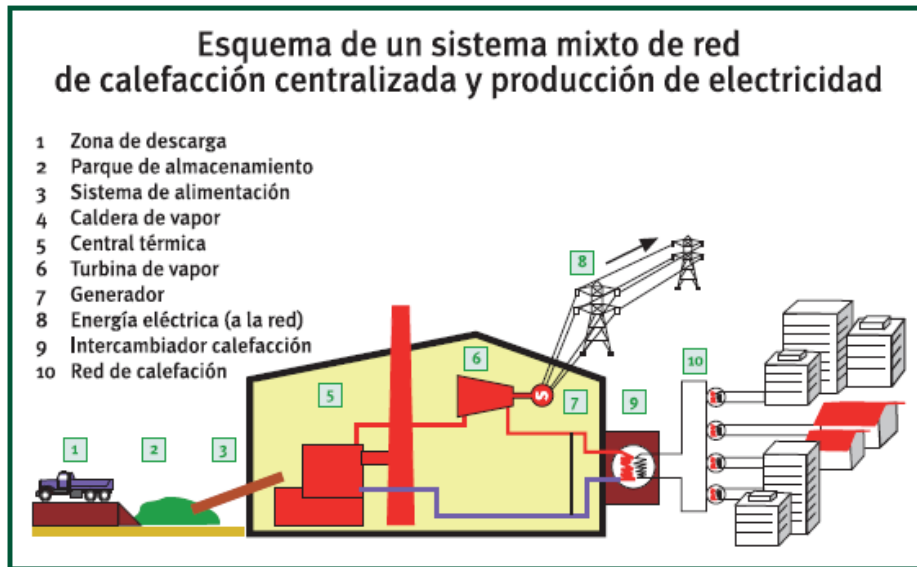 Esquema de un sistema mixto de red
de calefacción centralizada y producción de electricidad
1 Zona de descarga
2 Parque de almacenamiento
3 Sistema de alimentación
4 Caldera de vapor
5 Central térmica
6 Turbina de vapor
7 Generador
8 Energía eléctrica (a la red)
9 Intercambiador calefacción
10 Red de calefación
8
6
10
5
7
9
1
2
3